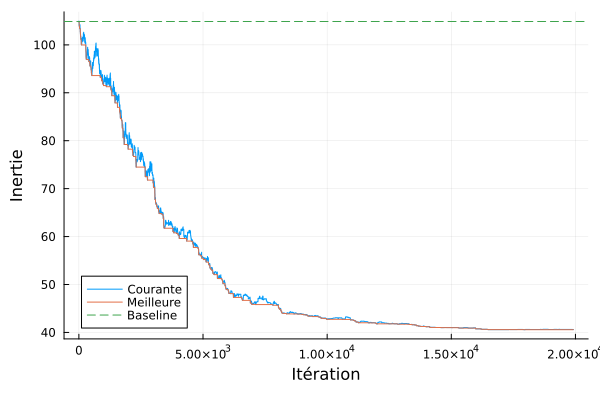 100
90
80
70
60
50
40
Inertie
Courante
Meilleure
Baseline
0
5.00×10³
1.00×10⁴
1.50×10⁴
2.00×10⁴
Itération